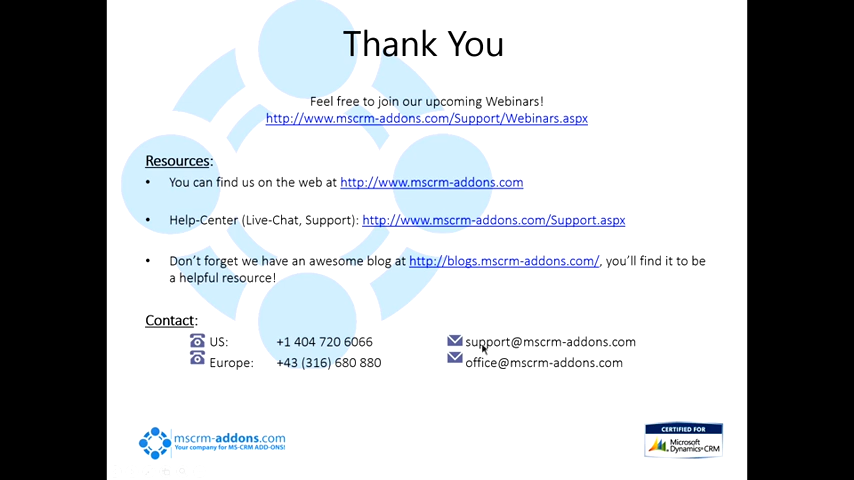 Thank You
Feel free to join our upcoming Webinars!
http://www.mscrm-addons.com/Support/Webinars.aspx
Resources:
• You can find us on the web at http://www.mscrm-addons.com
• Help-Center (Live-Chat, Support): http://www.mscrm-addons.com/Support.aspx
• Don't forget we have an awesome blog at http://blogs.mscrm-addons.com/, you'll find it to be
a helpful resource!
Contact:
US: +1 404 720 6066 support@mscrm-addons.com
Europe: +43 (316) 680 880 office@mscrm-addons.com
mscrm-addons.com
Your company for MS-CRM ADD-ONS!
CERTIFIED FOR
Microsoft
Dynamics CRM